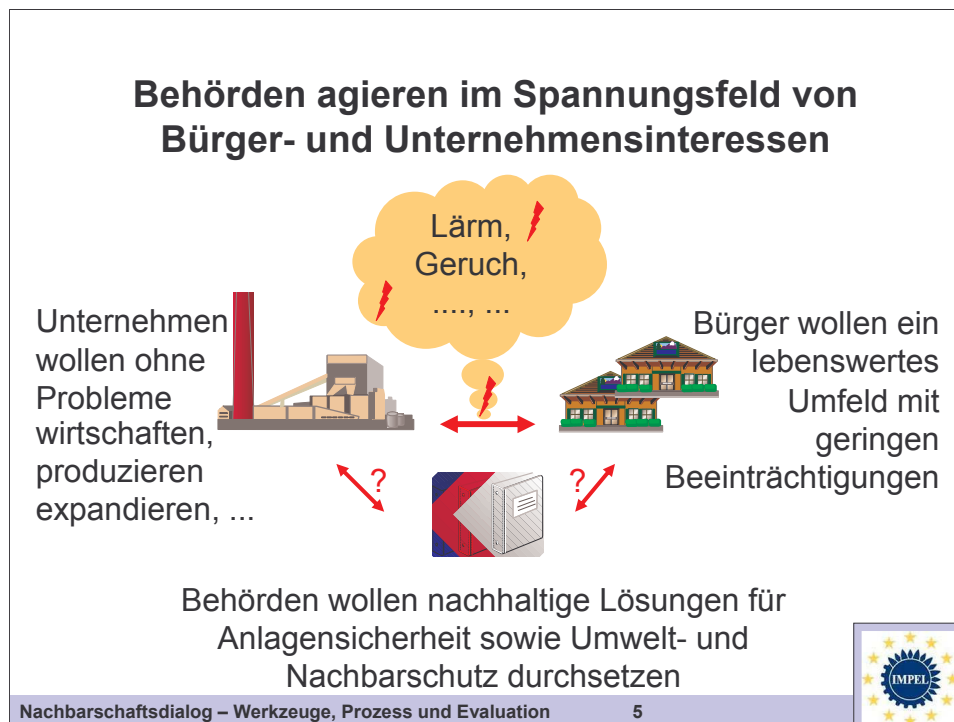 Behörden agieren im Spannungsfeld von
Bürger- und Unternehmensinteressen
Lärm,
Geruch,
...., ...
Unternehmen
wollen ohne
Probleme
wirtschaften,
produzieren
expandieren, ...
Bürger wollen ein
lebenswertes
Umfeld mit
geringen
Beeinträchtigungen
?
?
Behörden wollen nachhaltige Lösungen für
Anlagensicherheit sowie Umwelt- und
Nachbarschutz durchsetzen
IMPEL
Nachbarschaftsdialog – Werkzeuge, Prozess und Evaluation 5